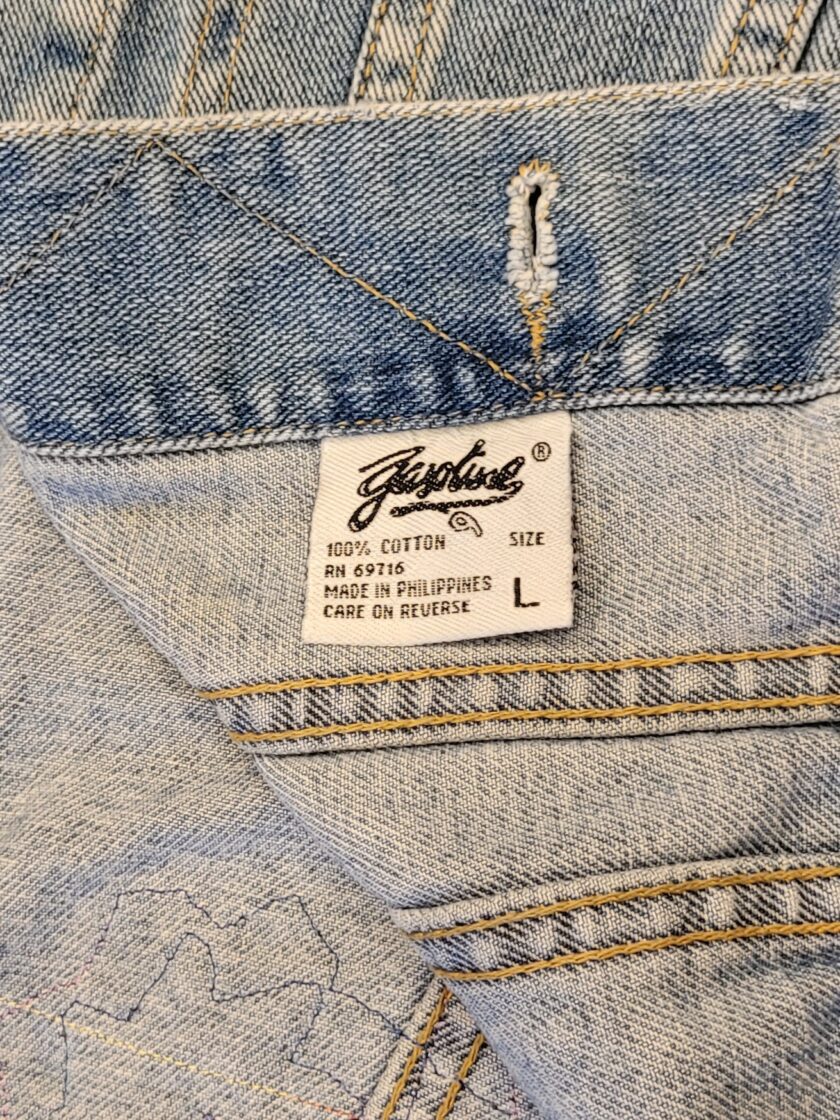 Gasoline ®
100% COTTON SIZE
RN 69716
MADE IN PHILIPPINES L
CARE ON REVERSE